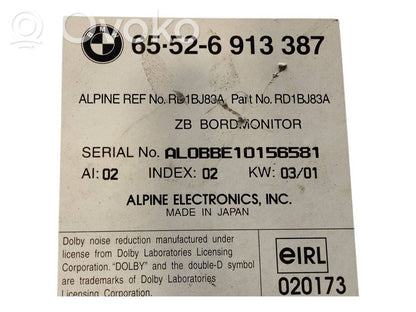 BMW
65-52-6 913 387
Ovoko
ALPINE REF No. RD1BJ83A, Part No. RD1BJ83A
ZB BORDMONITOR
SERIAL No. AL0BBE10156581
AI: 02 INDEX: 02 KW: 03/01
ALPINE ELECTRONICS, INC.
MADE IN JAPAN
Dolby noise reduction manufactured under
license from Dolby Laboratories Licensing
Corporation. "DOLBY" and the double-D symbol
are trademarks of Dolby Laboratories
Licensing Corporation.
eIRL
020173